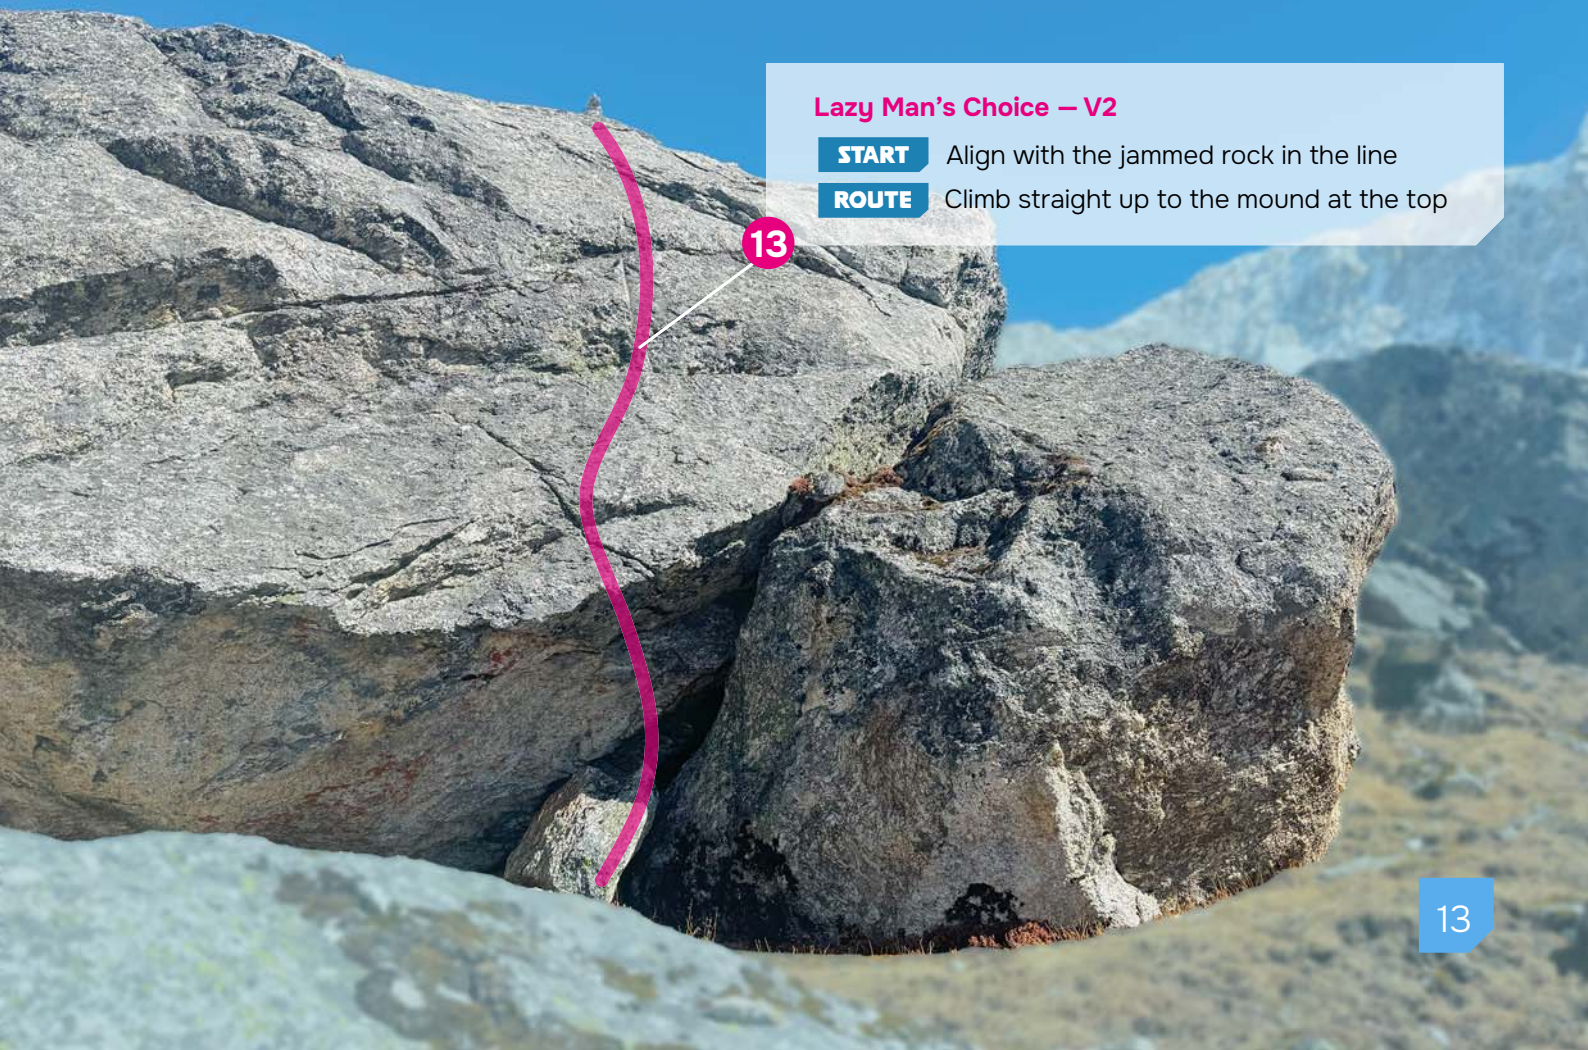 Lazy Man's Choice — V2
START Align with the jammed rock in the line
ROUTE Climb straight up to the mound at the top
13
13